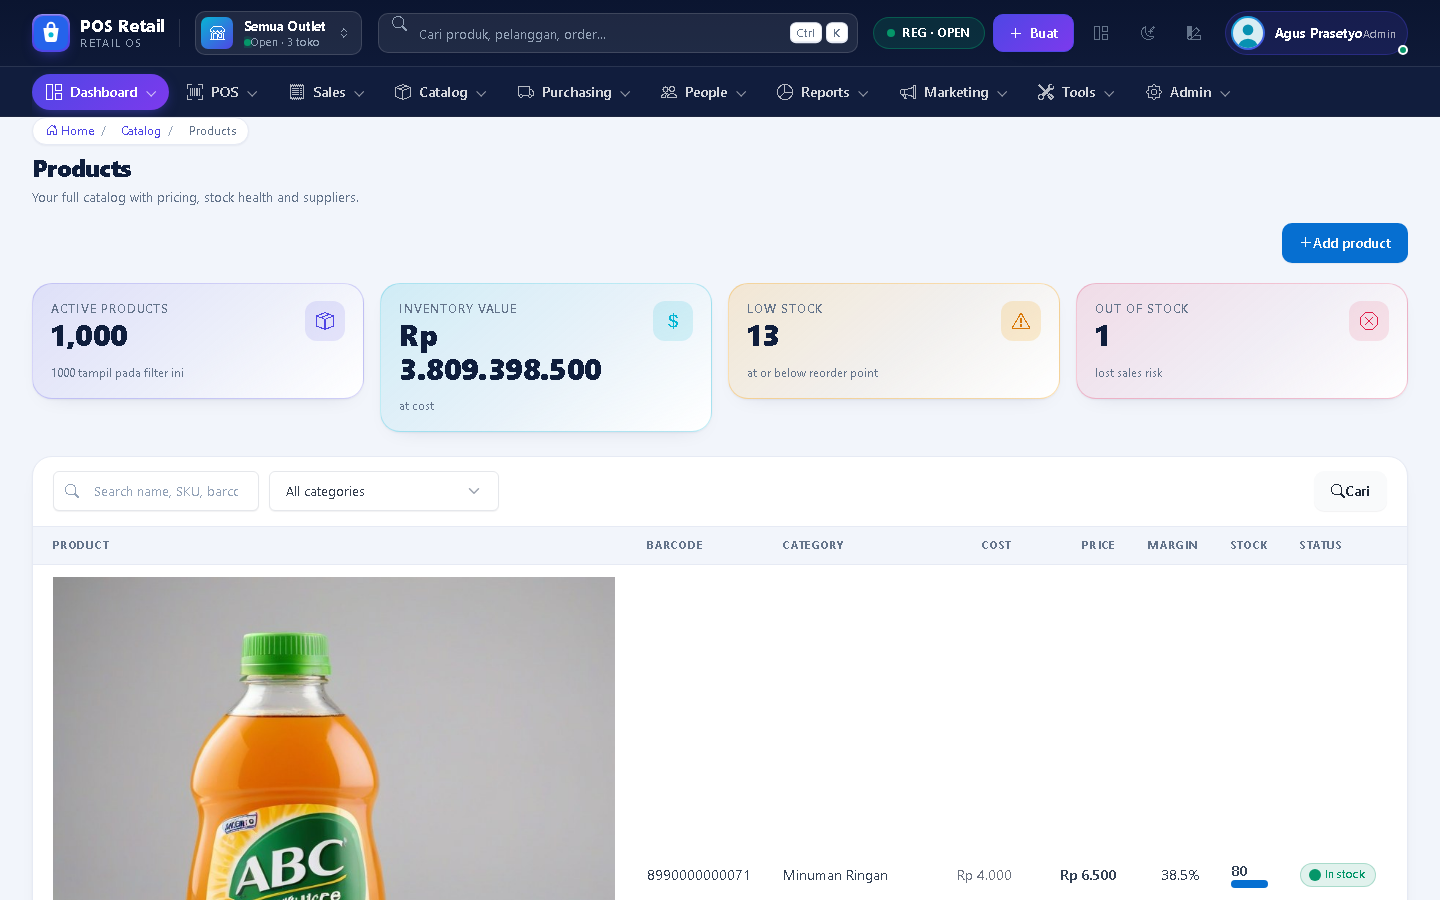 POS Retail
RETAIL OS
Semua Outlet
Open · 3 toko
Cari produk, pelanggan, order...
Ctrl K
REG · OPEN
+ Buat
Agus Prasetyo Admin
Dashboard
POS
Sales
Catalog
Purchasing
People
Reports
Marketing
Tools
Admin
Home / Catalog / Products
Products
Your full catalog with pricing, stock health and suppliers.
+ Add product
ACTIVE PRODUCTS
1,000
1000 tampil pada filter ini
INVENTORY VALUE
Rp
3.809.398.500
at cost
$
LOW STOCK
13
at or below reorder point
OUT OF STOCK
1
lost sales risk
Search name, SKU, barcc
All categories
Cari
PRODUCT BARCODE CATEGORY COST PRICE MARGIN STOCK STATUS
ABC
8990000000071 Minuman Ringan Rp 4.000 Rp 6.500 38.5% 80 In stock